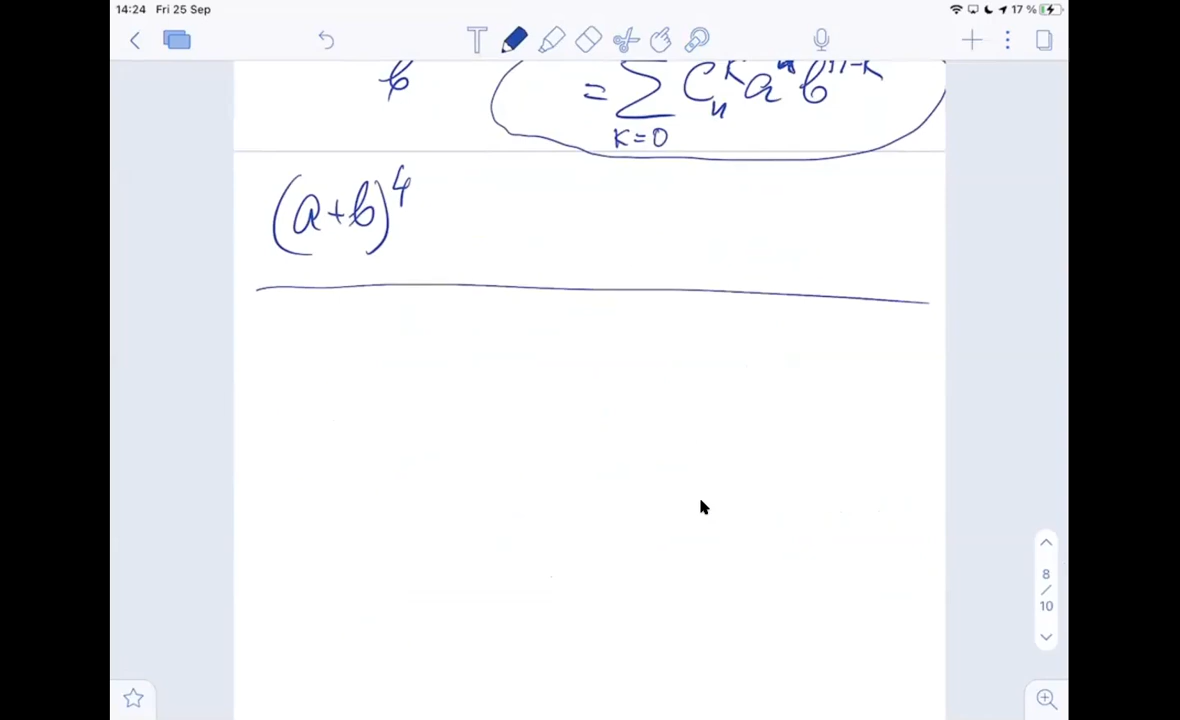 14:24 Fri 25 Sep 17 %
b = ∑ C_n^k a^k b^{n-k}
K=0
(a+b)^4
8
/
10